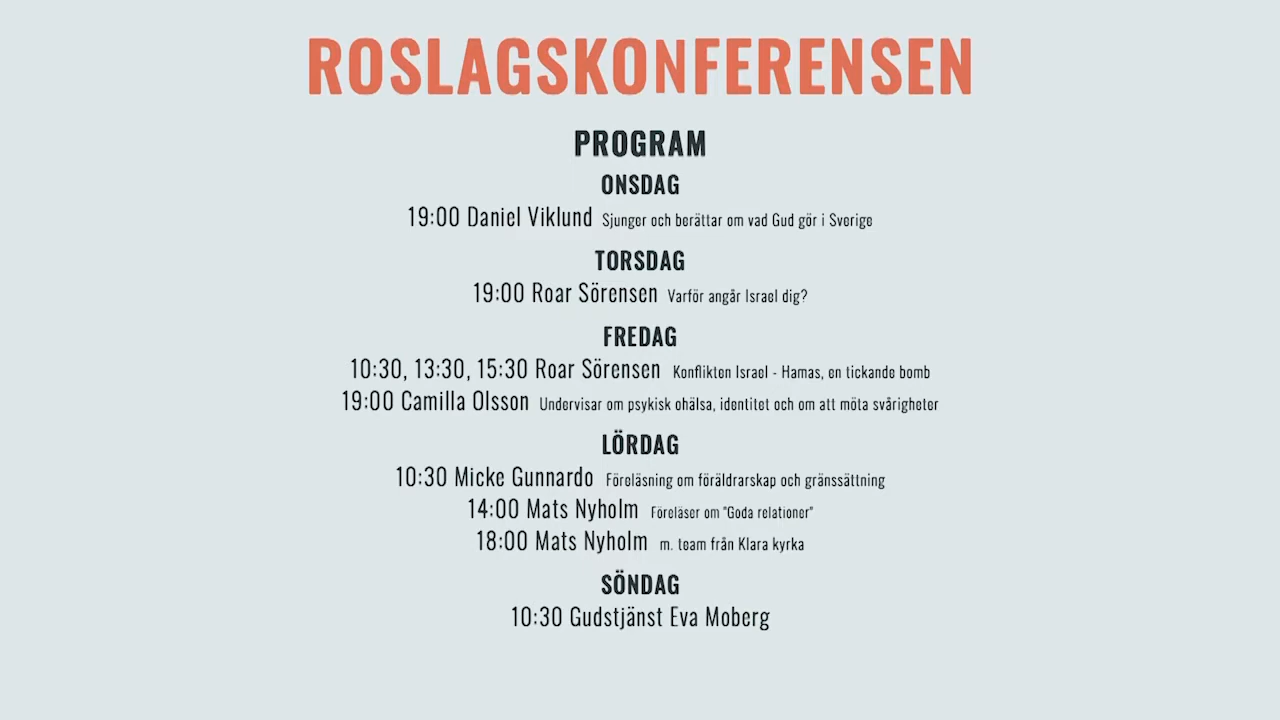 ROSLAGSKONFERENSEN
PROGRAM
ONSDAG
19:00 Daniel Viklund Sjunger och berättar om vad Gud gör i Sverige
TORSDAG
19:00 Roar Sörensen Varför angår Israel dig?
FREDAG
10:30, 13:30, 15:30 Roar Sörensen Konflikten Israel - Hamas, en tickande bomb
19:00 Camilla Olsson Undervisar om psykisk ohälsa, identitet och om att möta svårigheter
LÖRDAG
10:30 Micke Gunnardo Föreläsning om föräldrarskap och gränssättning
14:00 Mats Nyholm Föreläser om "Goda relationer"
18:00 Mats Nyholm m. team från Klara kyrka
SÖNDAG
10:30 Gudstjänst Eva Moberg